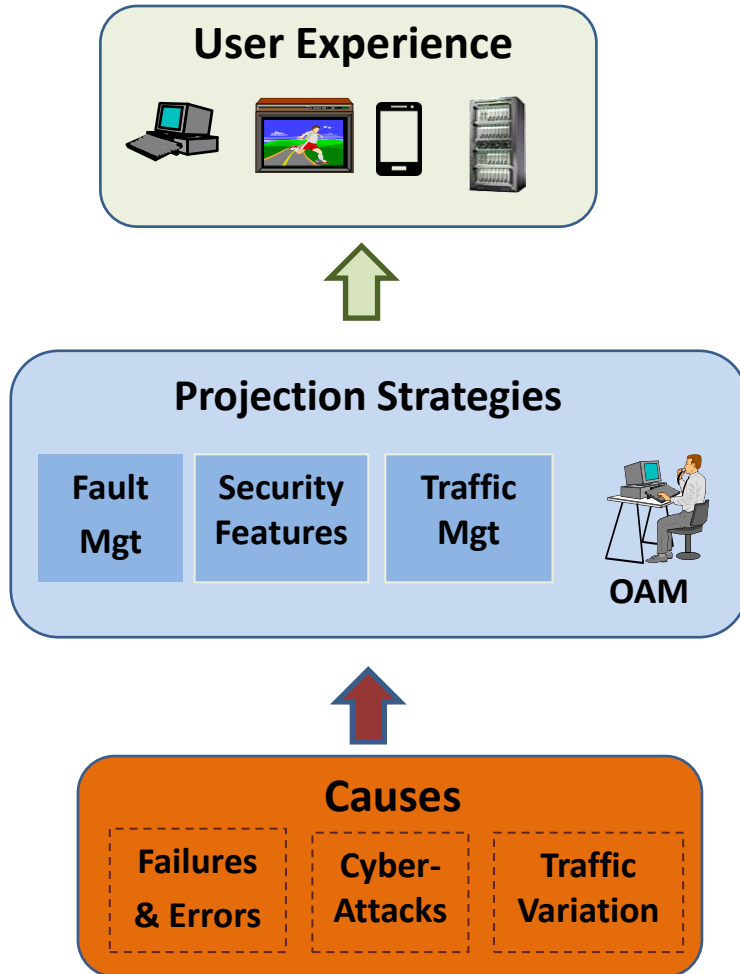 User Experience
Projection Strategies
Fault
Mgt
Security
Features
Traffic
Mgt
OAM
Causes
Failures
& Errors
Cyber-
Attacks
Traffic
Variation